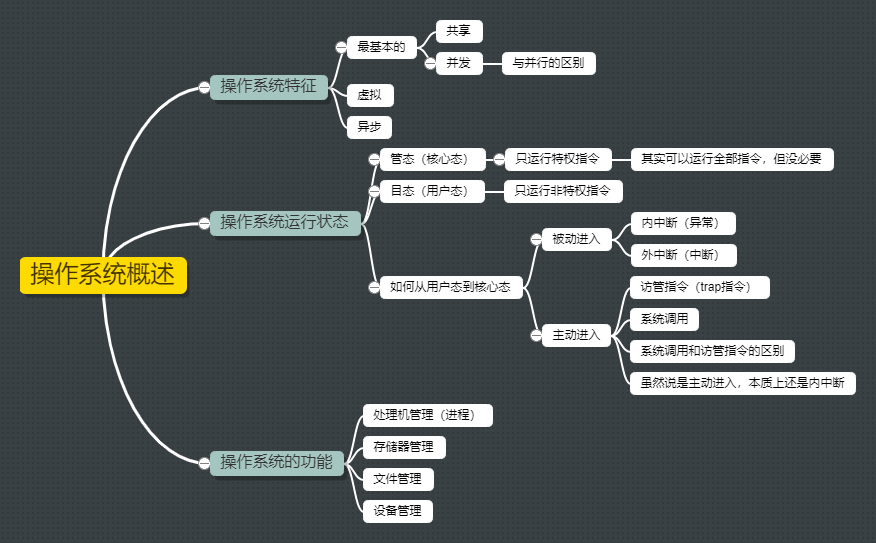 操作系统概述
操作系统特征
最基本的
共享
并发
与并行的区别
虚拟
异步
操作系统运行状态
管态（核心态）
只运行特权指令
其实可以运行全部指令，但没必要
目态（用户态）
只运行非特权指令
如何从用户态到核心态
被动进入
内中断（异常）
外中断（中断）
主动进入
访管指令（trap指令）
系统调用
系统调用和访管指令的区别
虽然说是主动进入，本质上还是内中断
操作系统的功能
处理机管理（进程）
存储器管理
文件管理
设备管理